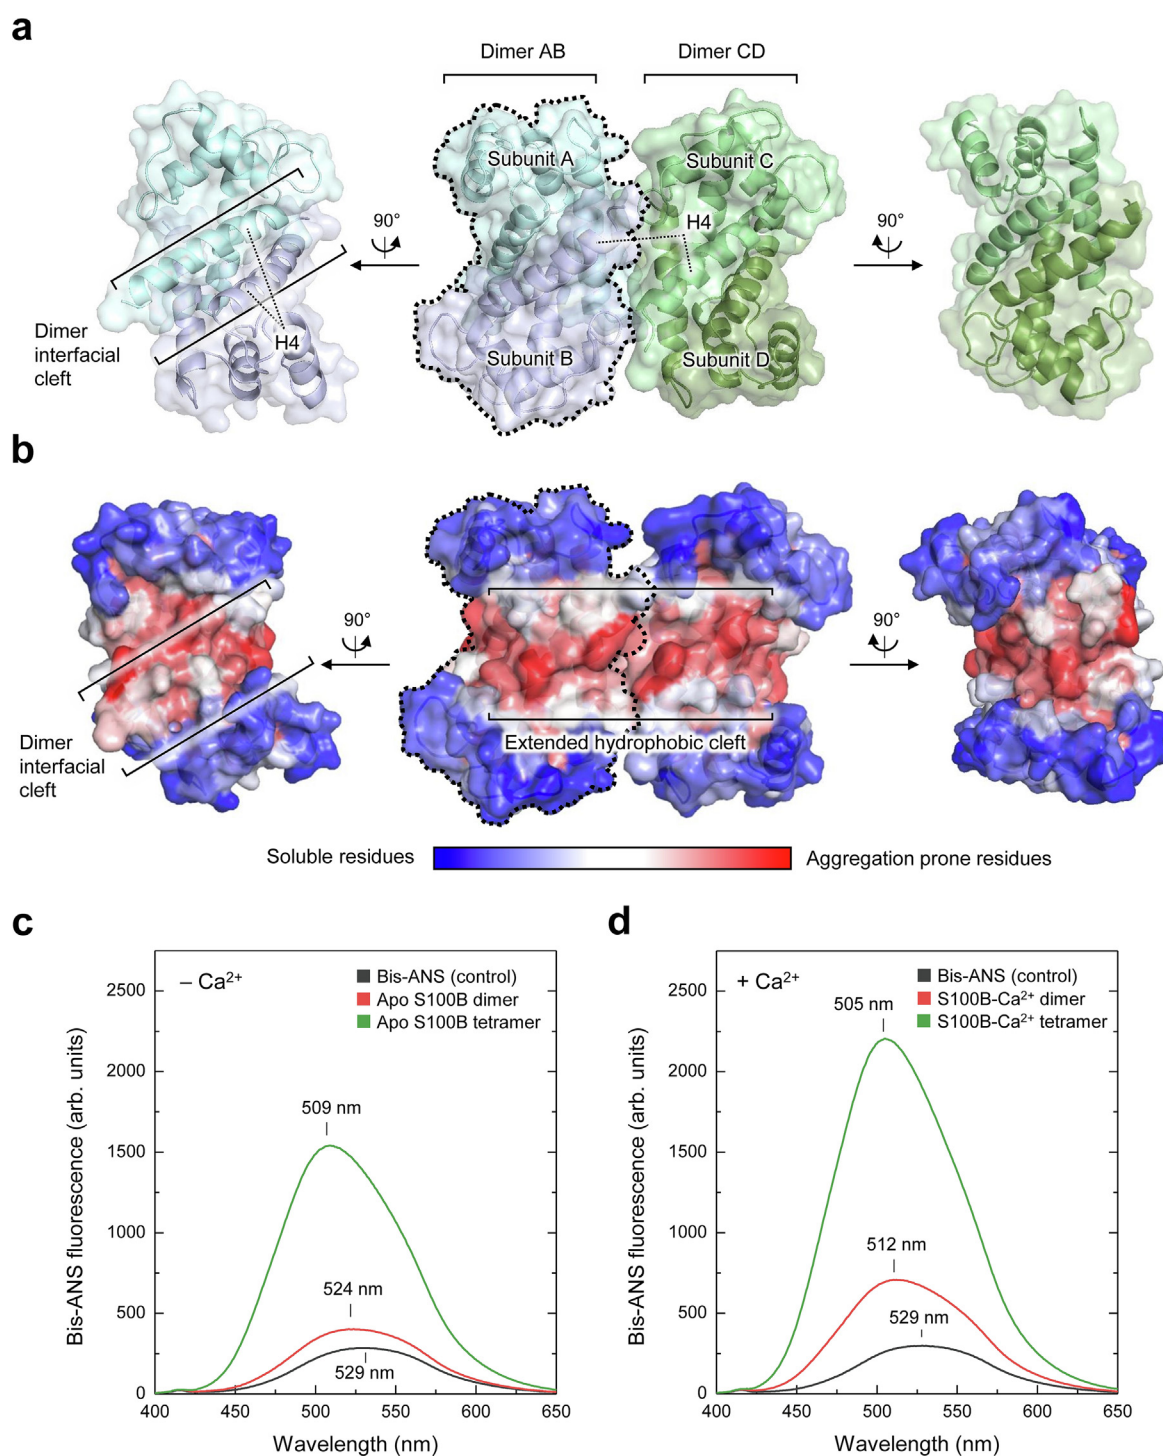 a
Dimer AB
Dimer CD
Subunit A
Subunit C
90°
H4
90°
Dimer
interfacial
cleft
H4
Subunit B
Subunit D
b
90°
90°
Dimer
interfacial
cleft
Extended hydrophobic cleft
Soluble residues
Aggregation prone residues
c
– Ca²⁺
Bis-ANS (control)
Apo S100B dimer
Apo S100B tetramer
509 nm
524 nm
529 nm
2500
2000
1500
1000
500
0
400
450
500
550
600
650
Bis-ANS fluorescence (arb. units)
Wavelength (nm)
d
+ Ca²⁺
Bis-ANS (control)
S100B-Ca²⁺ dimer
S100B-Ca²⁺ tetramer
505 nm
512 nm
529 nm
2500
2000
1500
1000
500
0
400
450
500
550
600
650
Bis-ANS fluorescence (arb. units)
Wavelength (nm)